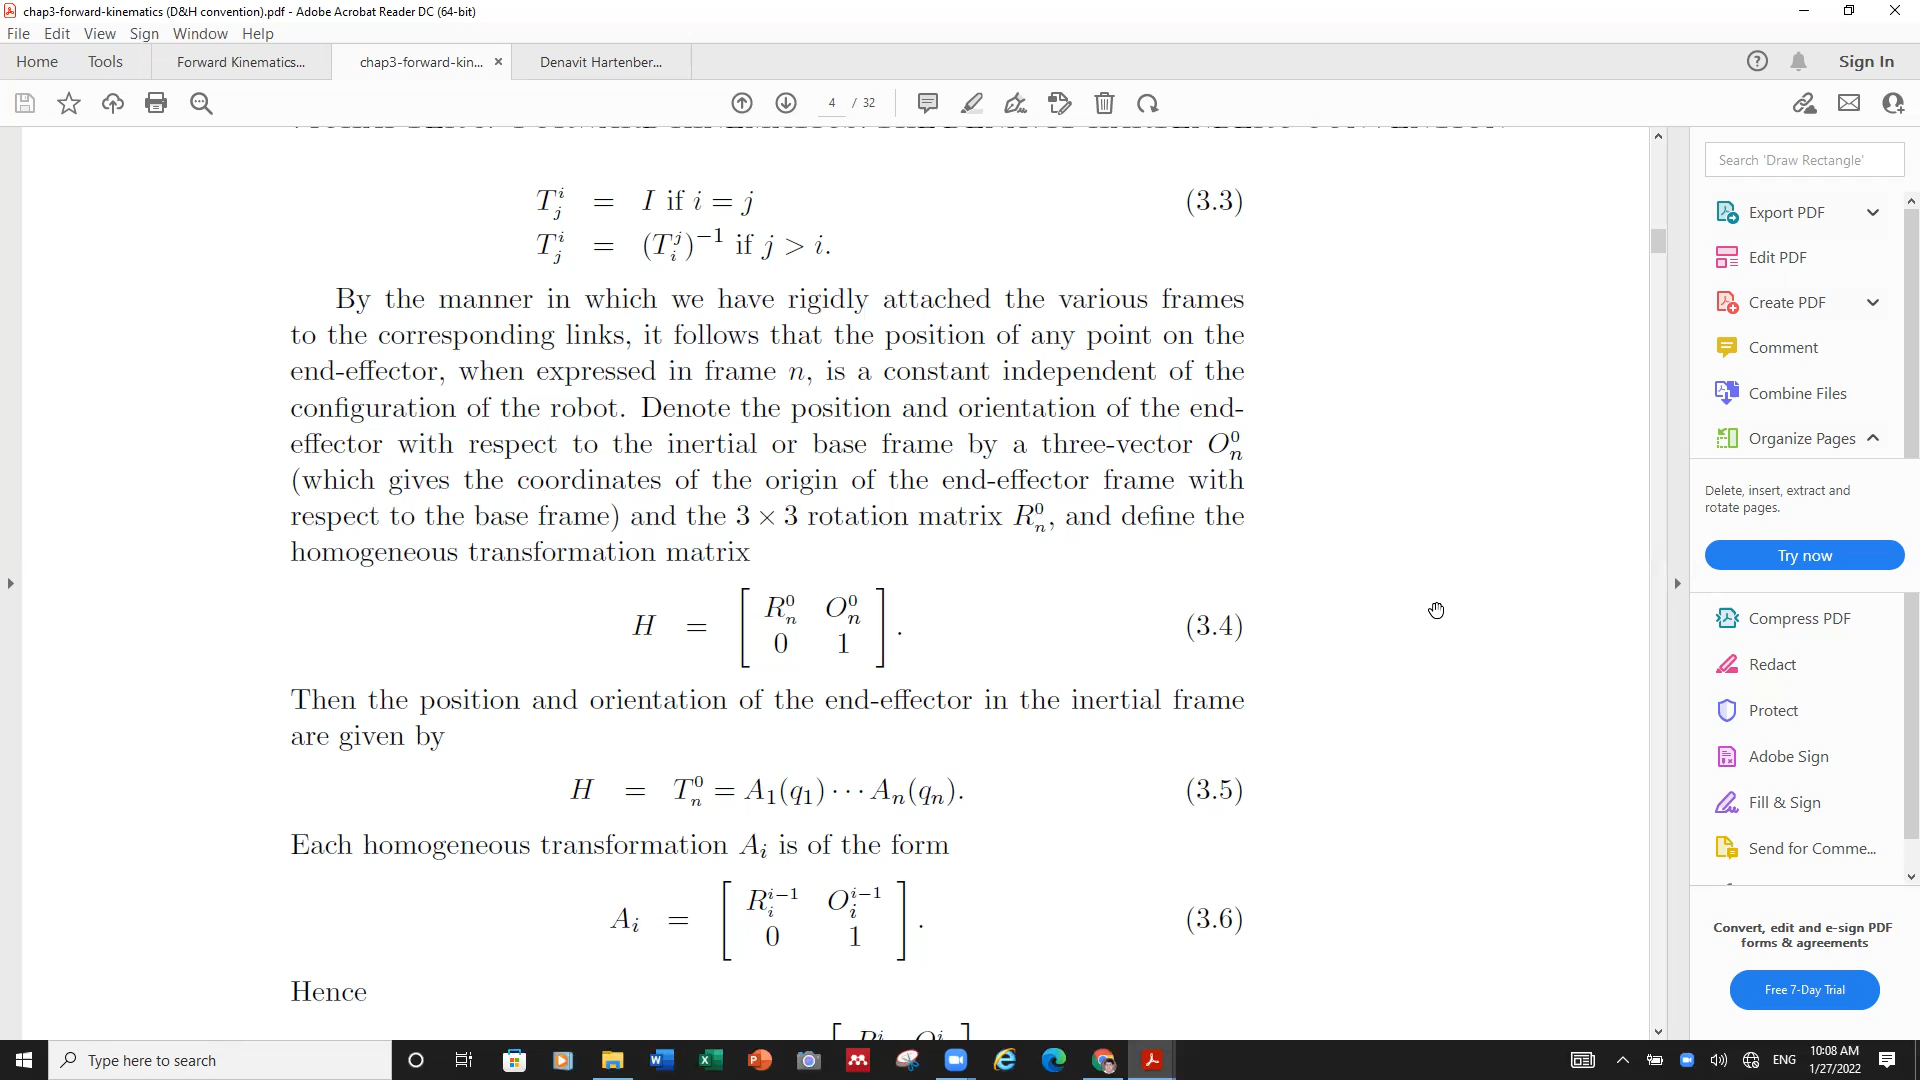 chap3-forward-kinematics (D&H convention).pdf - Adobe Acrobat Reader DC (64-bit)
File Edit View Sign Window Help
Home Tools Forward Kinematics... chap3-forward-kin... × Denavit Hartenber... Sign In
4 / 32
T_j^i = I if i = j (3.3)
T_j^i = (T_i^j)^{-1} if j > i.
By the manner in which we have rigidly attached the various frames
to the corresponding links, it follows that the position of any point on the
end-effector, when expressed in frame n, is a constant independent of the
configuration of the robot. Denote the position and orientation of the end-
effector with respect to the inertial or base frame by a three-vector O_n^0
(which gives the coordinates of the origin of the end-effector frame with
respect to the base frame) and the 3 × 3 rotation matrix R_n^0, and define the
homogeneous transformation matrix
H = [ R_n^0 O_n^0
0 1 ] . (3.4)
Then the position and orientation of the end-effector in the inertial frame
are given by
H = T_n^0 = A_1(q_1) · · · A_n(q_n). (3.5)
Each homogeneous transformation A_i is of the form
A_i = [ R_i^{i-1} O_i^{i-1}
0 1 ] . (3.6)
Hence
Search 'Draw Rectangle'
Export PDF
Edit PDF
Create PDF
Comment
Combine Files
Organize Pages
Delete, insert, extract and
rotate pages.
Try now
Compress PDF
Redact
Protect
Adobe Sign
Fill & Sign
Send for Comme...
Convert, edit and e-sign PDF
forms & agreements
Free 7-Day Trial
Type here to search
ENG
10:08 AM
1/27/2022